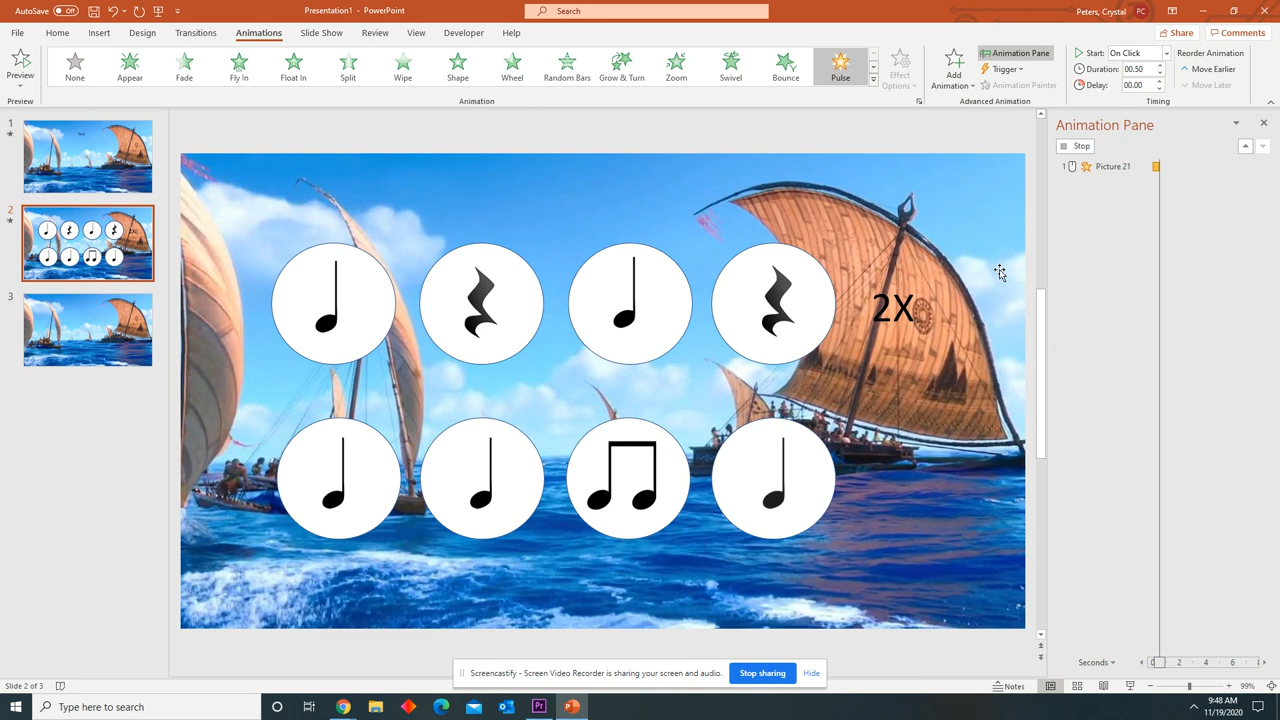 AutoSave Off
Presentation1 - PowerPoint
Search
Peters, Crystal PC
File Home Insert Design Transitions Animations Slide Show Review View Developer Help Share Comments
Preview None Appear Fade Fly In Float In Split Wipe Shape Wheel Random Bars Grow & Turn Zoom Swivel Bounce Pulse Effect Options Add Animation
Animation Pane Start: On Click Reorder Animation
Trigger Duration: 00.50 Move Earlier
Animation Painter Delay: 00.00 Move Later
Preview Animation Advanced Animation Timing
1
2
3
Animation Pane
Stop
1 Picture 21
2X
Screencastify - Screen Video Recorder is sharing your screen and audio. Stop sharing Hide
Seconds 0 2 4 6
Slide 2 of 3 Notes 99%
Type here to search
9:48 AM
11/19/2020